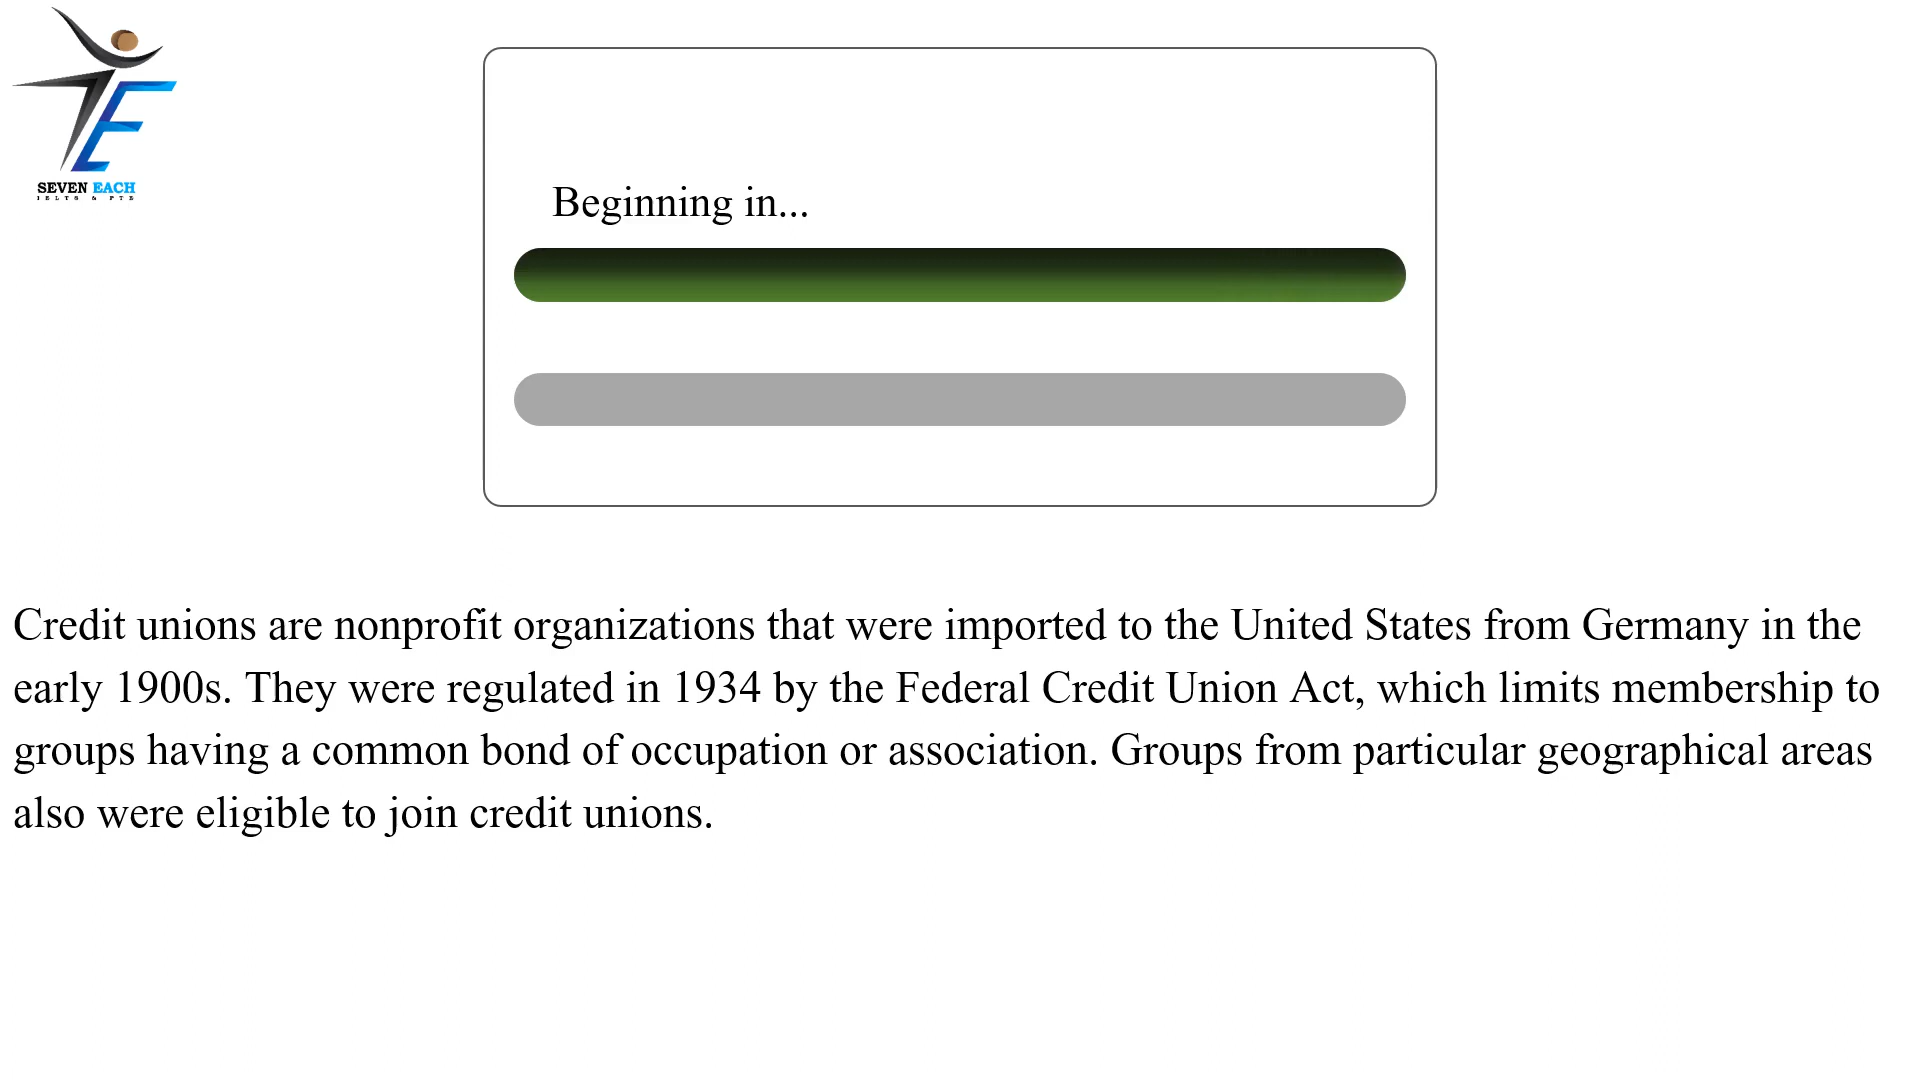 SEVEN EACH
IELTS & PTE
Beginning in...
Credit unions are nonprofit organizations that were imported to the United States from Germany in the
early 1900s. They were regulated in 1934 by the Federal Credit Union Act, which limits membership to
groups having a common bond of occupation or association. Groups from particular geographical areas
also were eligible to join credit unions.